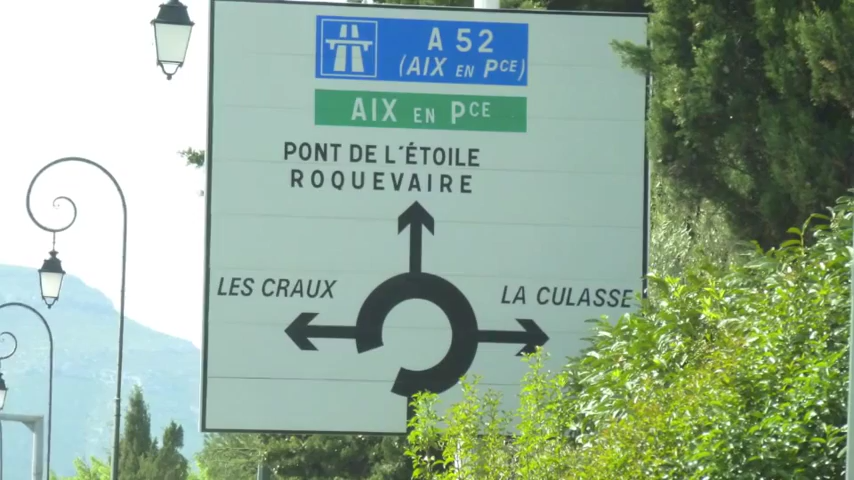 A 52
(AIX EN PCE)
AIX EN PCE
PONT DE L'ÉTOILE
ROQUEVAIRE
LES CRAUX
LA CULASSE